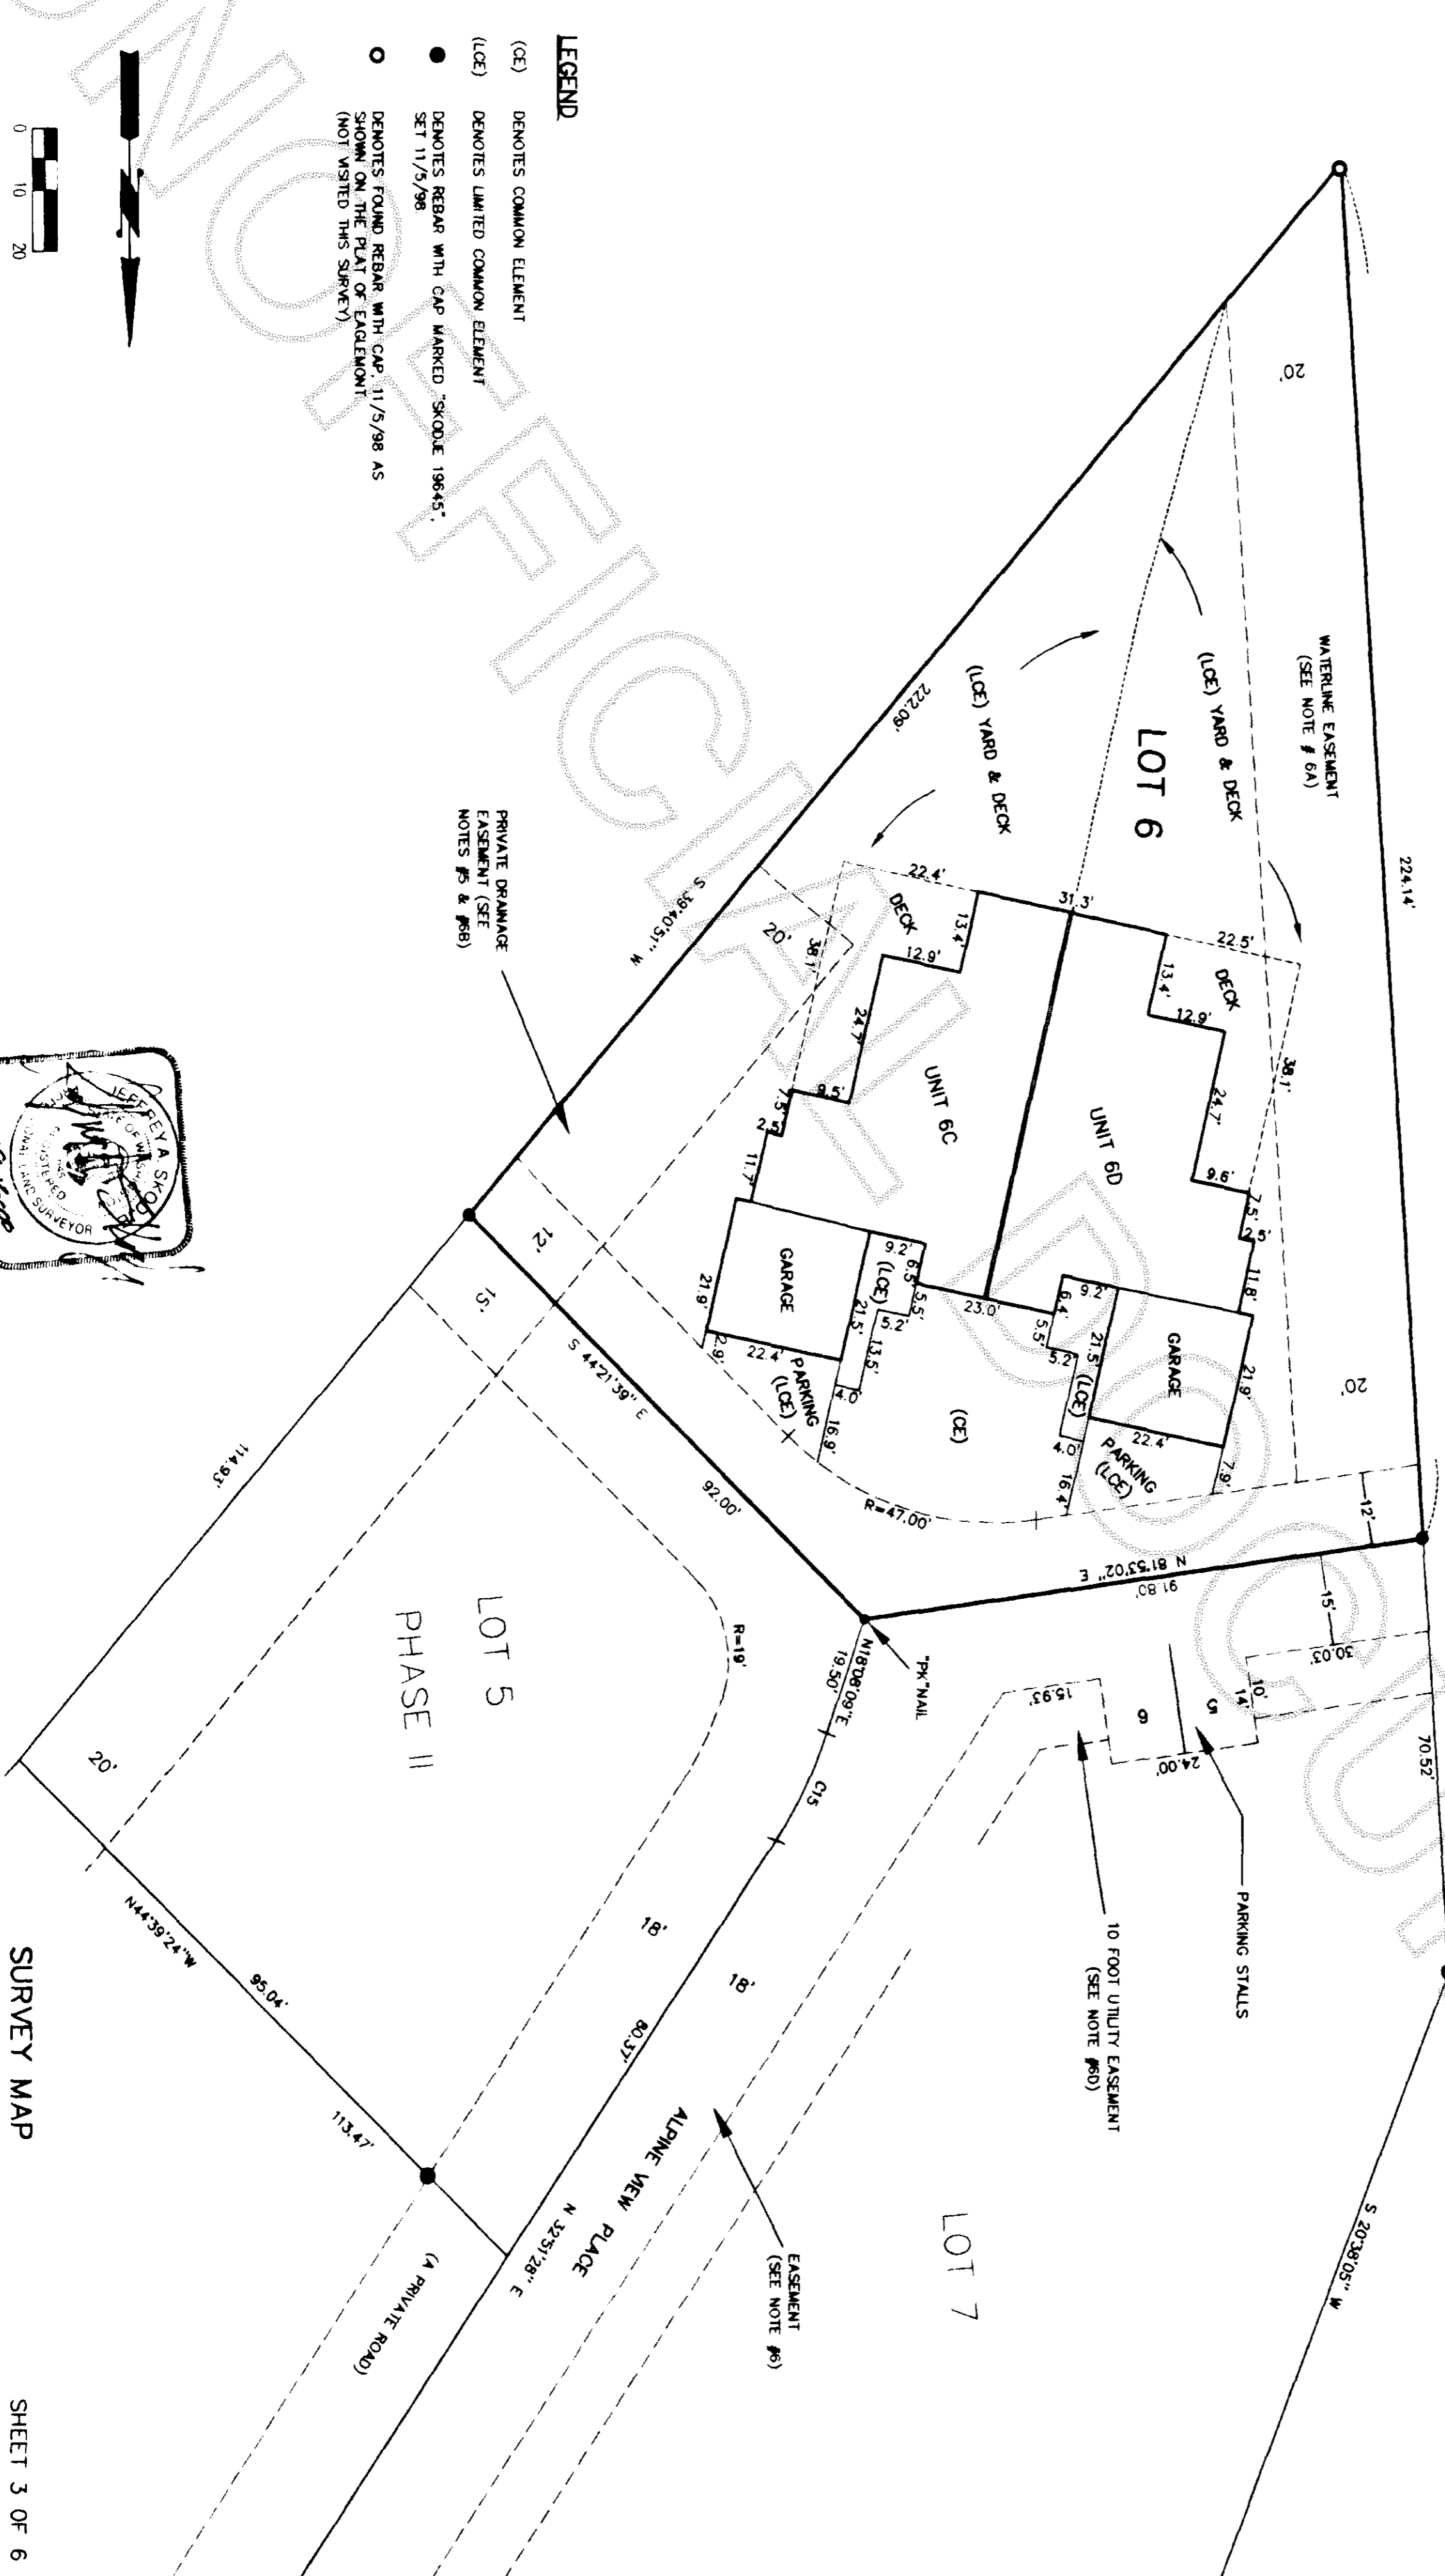 LEGEND
(CE) DENOTES COMMON ELEMENT
(LCE) DENOTES LIMITED COMMON ELEMENT
DENOTES REBAR WITH CAP MARKED "SKODJE 19645",
SET 11/5/98.
DENOTES FOUND REBAR WITH CAP, 11/5/98 AS
SHOWN ON THE PLAT OF EAGLEMONT
(NOT VISITED THIS SURVEY)
0 10 20
20'
WATERLINE EASEMENT
(SEE NOTE # 6A)
224.14'
(LCE) YARD & DECK
LOT 6
(LCE) YARD & DECK
222.09'
S 39°40'51" W
PRIVATE DRAINAGE
EASEMENT (SEE
NOTES #5 & #6B)
22.4'
31.3'
22.5'
DECK
13.4'
12.9'
24.7'
38.1'
20'
9.5'
7.5'
2.5'
11.7'
UNIT 6C
DECK
13.4'
12.9'
24.7'
38.1'
9.6'
7.5'
2.5'
11.8'
UNIT 6D
GARAGE
21.9'
22.4'
2.9'
9.2'
(LCE)
6.5'
5.5'
5.2'
21.5'
13.5'
4.0'
16.9'
PARKING
(LCE)
23.0'
(CE)
9.2'
6.4'
5.5'
5.2'
21.5'
(LCE)
4.0'
16.4'
GARAGE
21.9'
22.4'
7.9'
PARKING
(LCE)
20'
12'
15'
S 44°21'39" E
92.00'
R=47.00'
N 81°53'02" E
91.80'
12'
15'
30.03'
10'
14'
70.52'
5
6
24.00'
15.93'
"PK" NAIL
N18°08'09"E
19.50'
C15
R=19'
PARKING STALLS
10 FOOT UTILITY EASEMENT
(SEE NOTE #6D)
114.93'
LOT 5
PHASE II
20'
N44°39'24"W
95.04'
113.47'
18'
18'
80.37'
N 32°51'28" E
ALPINE VIEW PLACE
(A PRIVATE ROAD)
EASEMENT
(SEE NOTE #6)
LOT 7
S 20°38'05" W
JEFFREY A. SKOD
REGISTERED
LAND SURVEYOR
SURVEY MAP
SHEET 3 OF 6